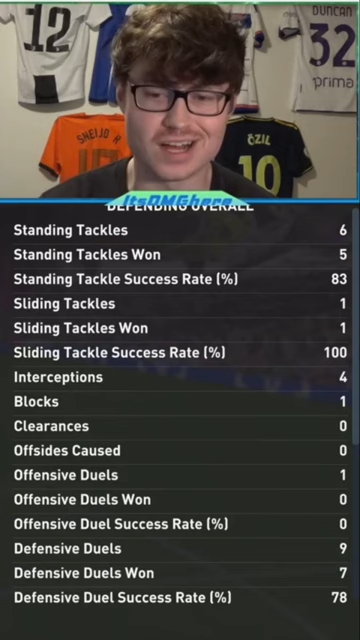 12
DUNCAN
32
prima
SNEIJDER
10
ÖZIL
10
ItsOMGhere
DEFENDING OVERALL
Standing Tackles 6
Standing Tackles Won 5
Standing Tackle Success Rate (%) 83
Sliding Tackles 1
Sliding Tackles Won 1
Sliding Tackle Success Rate (%) 100
Interceptions 4
Blocks 1
Clearances 0
Offsides Caused 0
Offensive Duels 1
Offensive Duels Won 0
Offensive Duel Success Rate (%) 0
Defensive Duels 9
Defensive Duels Won 7
Defensive Duel Success Rate (%) 78